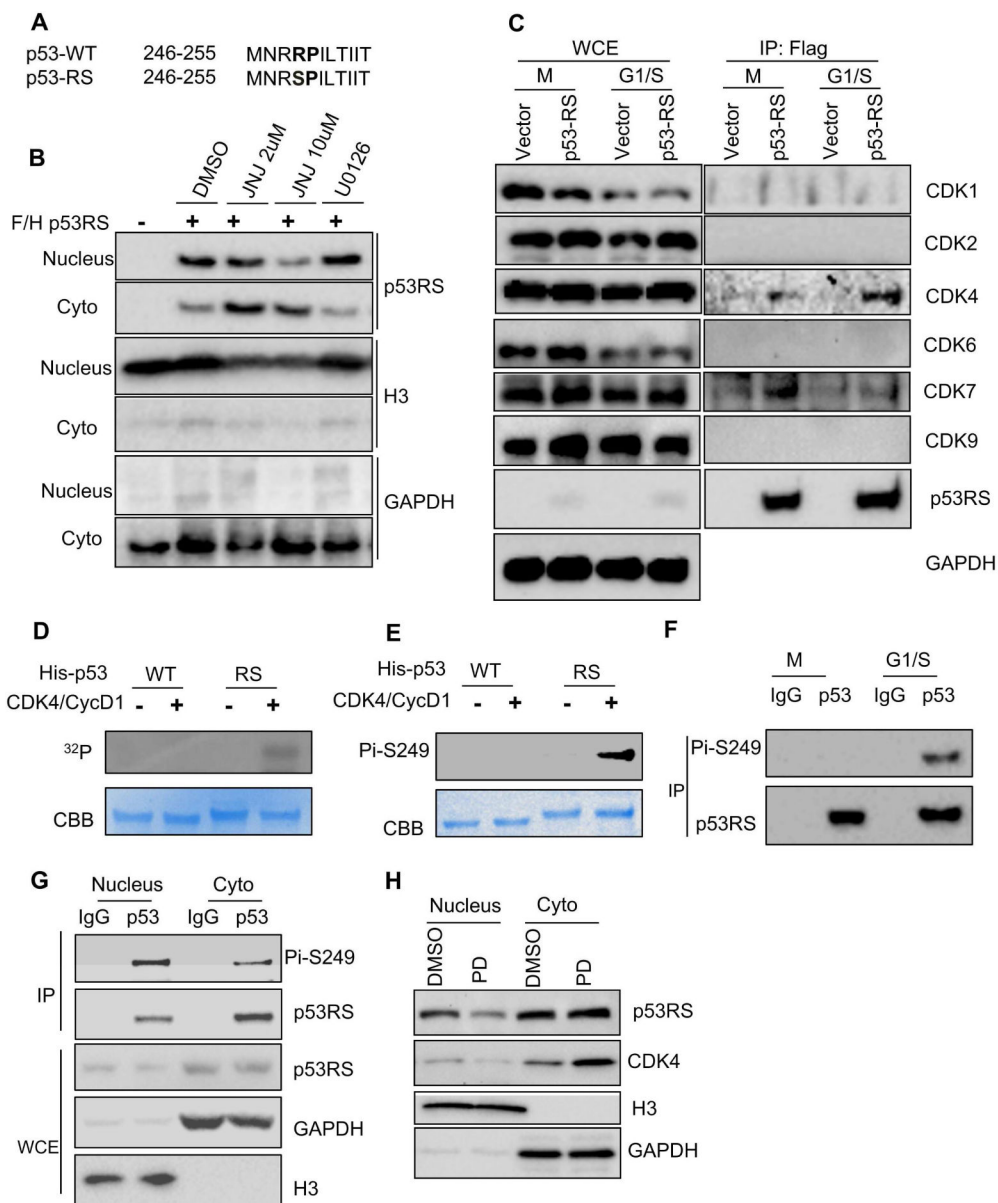 A
p53-WT 246-255 MNRRPILTIIT
p53-RS 246-255 MNRSPILTIIT
B
DMSO JNJ 2uM JNJ 10uM U0126
F/H p53RS - + + + +
Nucleus
Cyto
p53RS
Nucleus
Cyto
H3
Nucleus
Cyto
GAPDH
C
WCE IP: Flag
M G1/S M G1/S
Vector p53-RS Vector p53-RS Vector p53-RS Vector p53-RS
CDK1
CDK2
CDK4
CDK6
CDK7
CDK9
p53RS
GAPDH
D
His-p53 WT RS
CDK4/CycD1 - + - +
32P
CBB
E
His-p53 WT RS
CDK4/CycD1 - + - +
Pi-S249
CBB
F
M G1/S
IgG p53 IgG p53
Pi-S249
IP
p53RS
G
Nucleus Cyto
IgG p53 IgG p53
Pi-S249
IP
p53RS
p53RS
GAPDH
WCE
H3
H
Nucleus Cyto
DMSO PD DMSO PD
p53RS
CDK4
H3
GAPDH